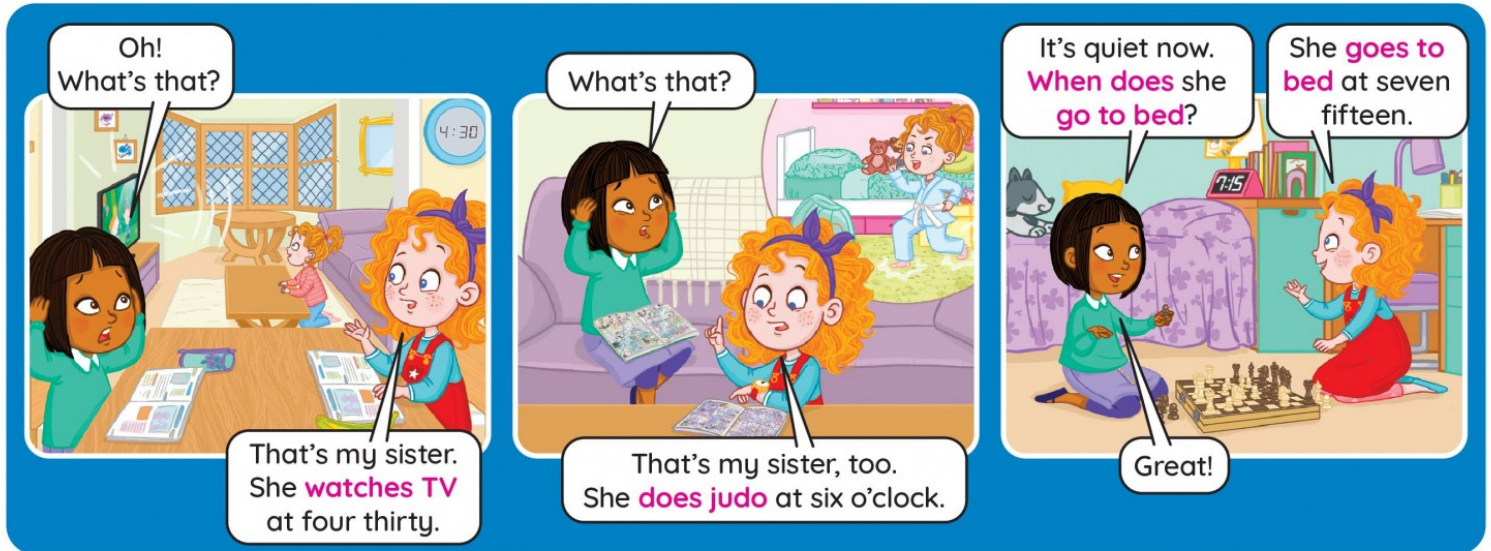 Oh!
What's that?
4:30
That's my sister.
She watches TV
at four thirty.
What's that?
That's my sister, too.
She does judo at six o'clock.
It's quiet now.
When does she
go to bed?
She goes to
bed at seven
fifteen.
7:15
Great!